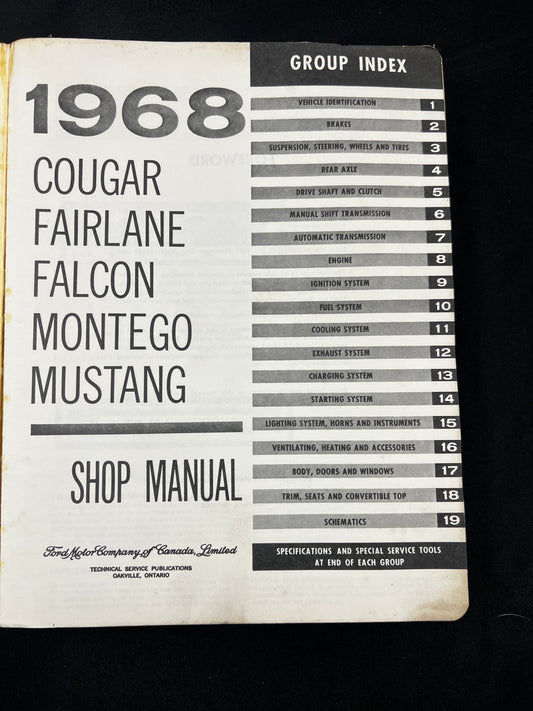 1968
COUGAR
FAIRLANE
FALCON
MONTEGO
MUSTANG
SHOP MANUAL
Ford Motor Company, of Canada, Limited
TECHNICAL SERVICE PUBLICATIONS
OAKVILLE, ONTARIO
GROUP INDEX
VEHICLE IDENTIFICATION 1
BRAKES 2
SUSPENSION, STEERING, WHEELS AND TIRES 3
REAR AXLE 4
DRIVE SHAFT AND CLUTCH 5
MANUAL SHIFT TRANSMISSION 6
AUTOMATIC TRANSMISSION 7
ENGINE 8
IGNITION SYSTEM 9
FUEL SYSTEM 10
COOLING SYSTEM 11
EXHAUST SYSTEM 12
CHARGING SYSTEM 13
STARTING SYSTEM 14
LIGHTING SYSTEM, HORNS AND INSTRUMENTS 15
VENTILATING, HEATING AND ACCESSORIES 16
BODY, DOORS AND WINDOWS 17
TRIM, SEATS AND CONVERTIBLE TOP 18
SCHEMATICS 19
SPECIFICATIONS AND SPECIAL SERVICE TOOLS
AT END OF EACH GROUP
FOREWORD